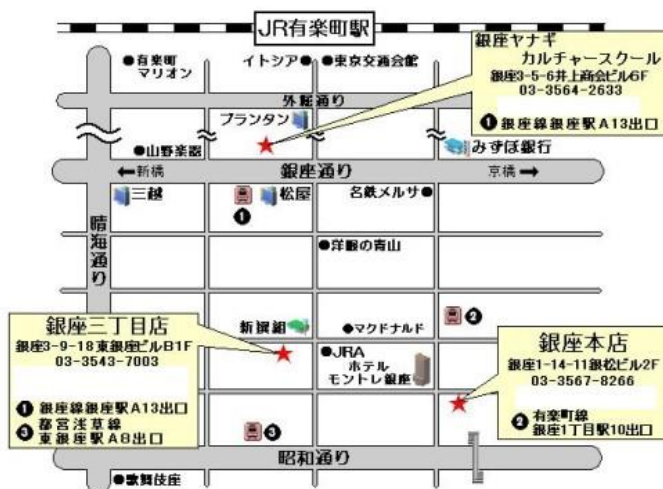 JR有楽町駅
●有楽町
マリオン
イトシア●
●東京交通会館
銀座ヤナギ
カルチャースクール
銀座3-5-6井上商会ビル6F
03-3564-2633
❶ 銀座線銀座駅A13出口
外堀通り
プランタン
●山野楽器
みずほ銀行
←新橋
銀座通り
京橋→
三越
❶
松屋
名鉄メルサ●
晴海通り
●洋服の青山
銀座三丁目店
銀座3-9-18東銀座ビルB1F
03-3543-7003
❶ 銀座線銀座駅A13出口
❸ 都営浅草線
東銀座駅A8出口
新撰組
●マクドナルド
❷
●JRA
ホテル
モントレ銀座
銀座本店
銀座1-14-11銀松ビル2F
03-3567-8266
❷ 有楽町線
銀座1丁目駅10出口
❸
昭和通り
●歌舞伎座